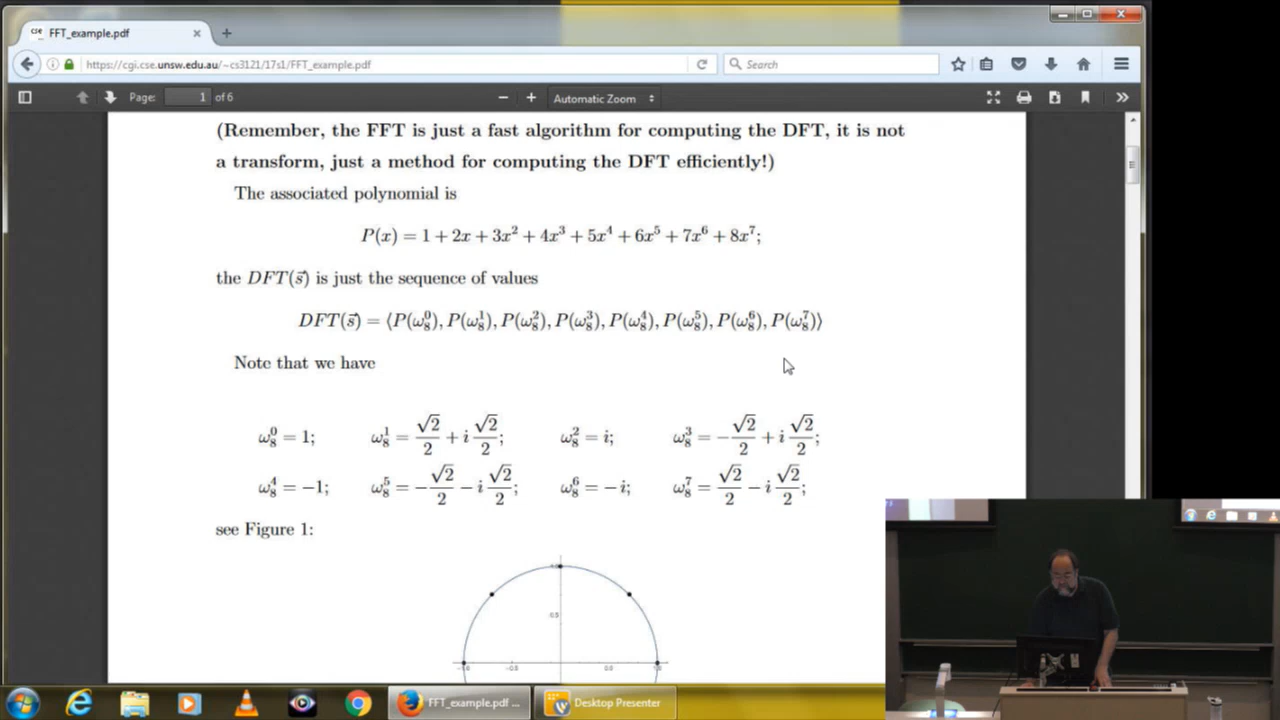 FFT_example.pdf
https://cgi.cse.unsw.edu.au/~cs3121/17s1/FFT_example.pdf
Search
Page: 1 of 6
Automatic Zoom
(Remember, the FFT is just a fast algorithm for computing the DFT, it is not
a transform, just a method for computing the DFT efficiently!)
The associated polynomial is
P(x) = 1 + 2x + 3x² + 4x³ + 5x⁴ + 6x⁵ + 7x⁶ + 8x⁷;
the DFT(s⃗) is just the sequence of values
DFT(s⃗) = ⟨P(ω₈⁰), P(ω₈¹), P(ω₈²), P(ω₈³), P(ω₈⁴), P(ω₈⁵), P(ω₈⁶), P(ω₈⁷)⟩
Note that we have
ω₈⁰ = 1; ω₈¹ = √2/2 + i √2/2; ω₈² = i; ω₈³ = −√2/2 + i √2/2;
ω₈⁴ = −1; ω₈⁵ = −√2/2 − i √2/2; ω₈⁶ = −i; ω₈⁷ = √2/2 − i √2/2;
see Figure 1:
FFT_example.pdf ...
Desktop Presenter